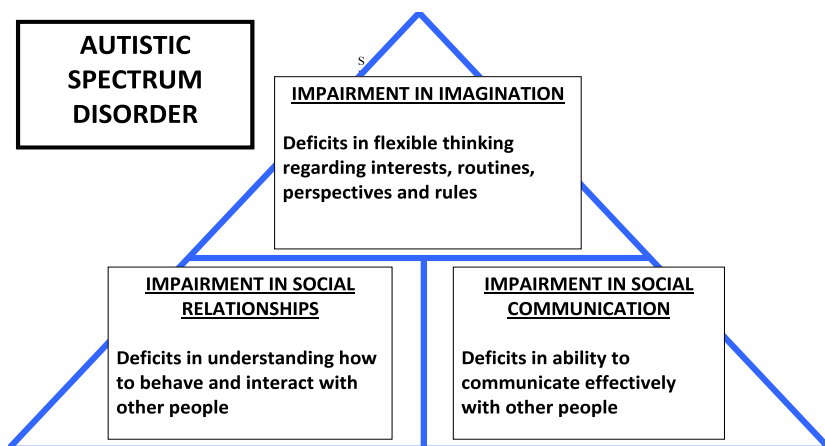 AUTISTIC
SPECTRUM
DISORDER
S
IMPAIRMENT IN IMAGINATION
Deficits in flexible thinking
regarding interests, routines,
perspectives and rules
IMPAIRMENT IN SOCIAL
RELATIONSHIPS
Deficits in understanding how
to behave and interact with
other people
IMPAIRMENT IN SOCIAL
COMMUNICATION
Deficits in ability to
communicate effectively
with other people